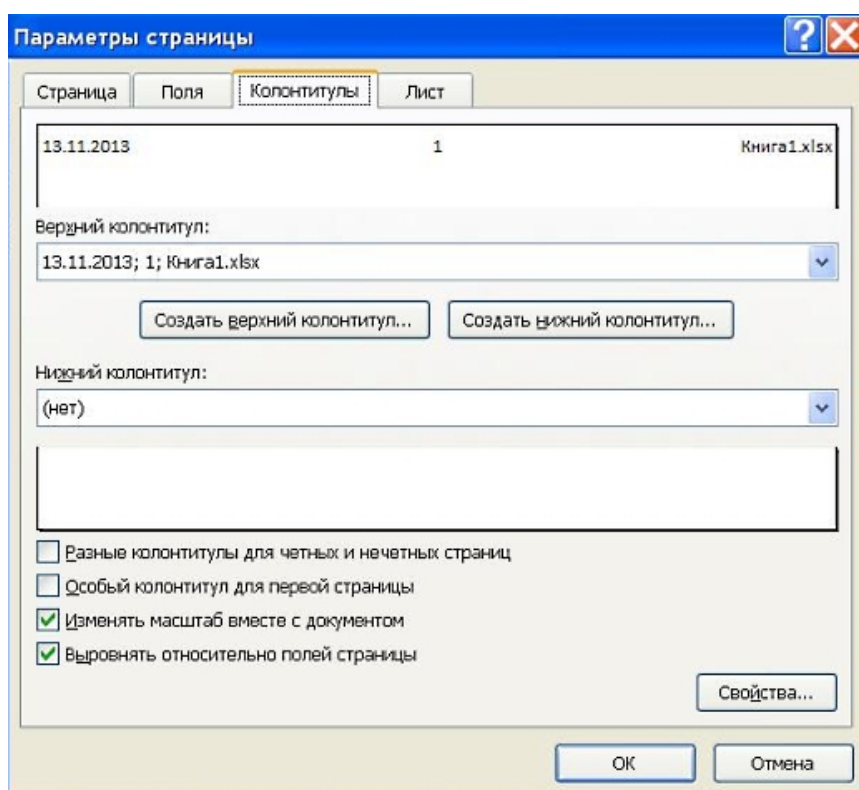 Параметры страницы
Страница Поля Колонтитулы Лист
13.11.2013 1 Книга1.xlsx
Верхний колонтитул:
13.11.2013; 1; Книга1.xlsx
Создать верхний колонтитул... Создать нижний колонтитул...
Нижний колонтитул:
(нет)
Разные колонтитулы для четных и нечетных страниц
Особый колонтитул для первой страницы
Изменять масштаб вместе с документом
Выровнять относительно полей страницы
Свойства...
ОК Отмена